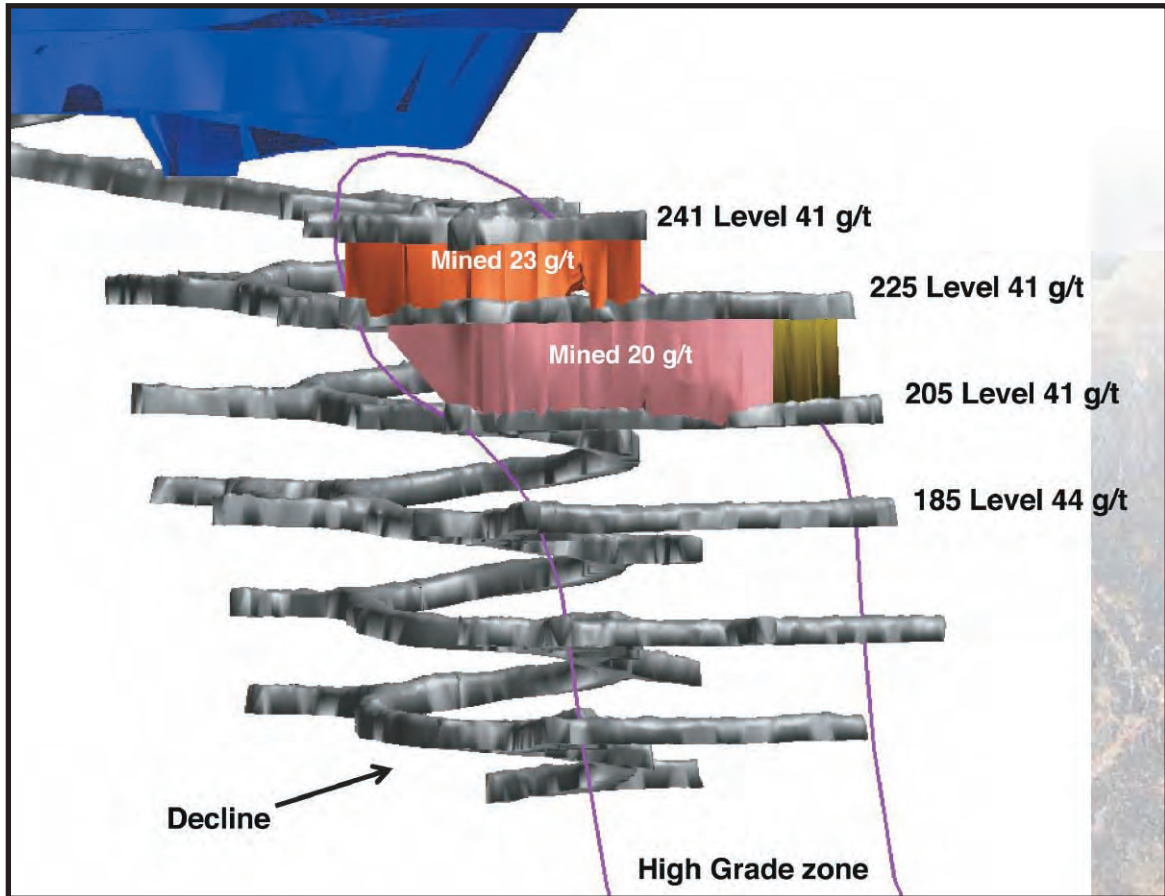 241 Level 41 g/t
Mined 23 g/t
225 Level 41 g/t
Mined 20 g/t
205 Level 41 g/t
185 Level 44 g/t
Decline
High Grade zone